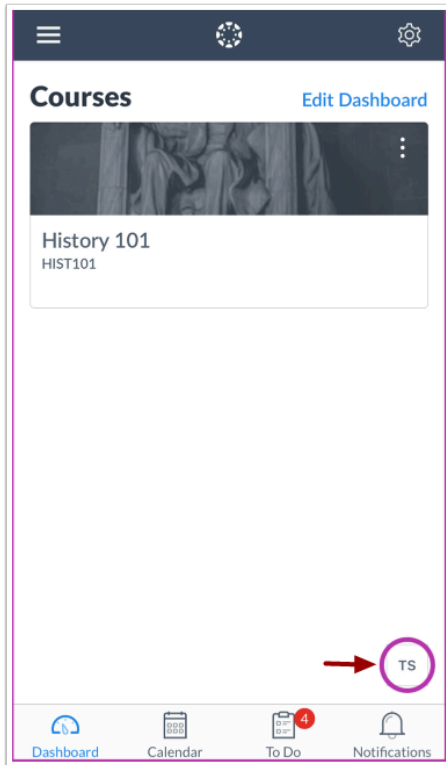 Courses
Edit Dashboard
History 101
HIST101
TS
4
Dashboard
Calendar
To Do
Notifications